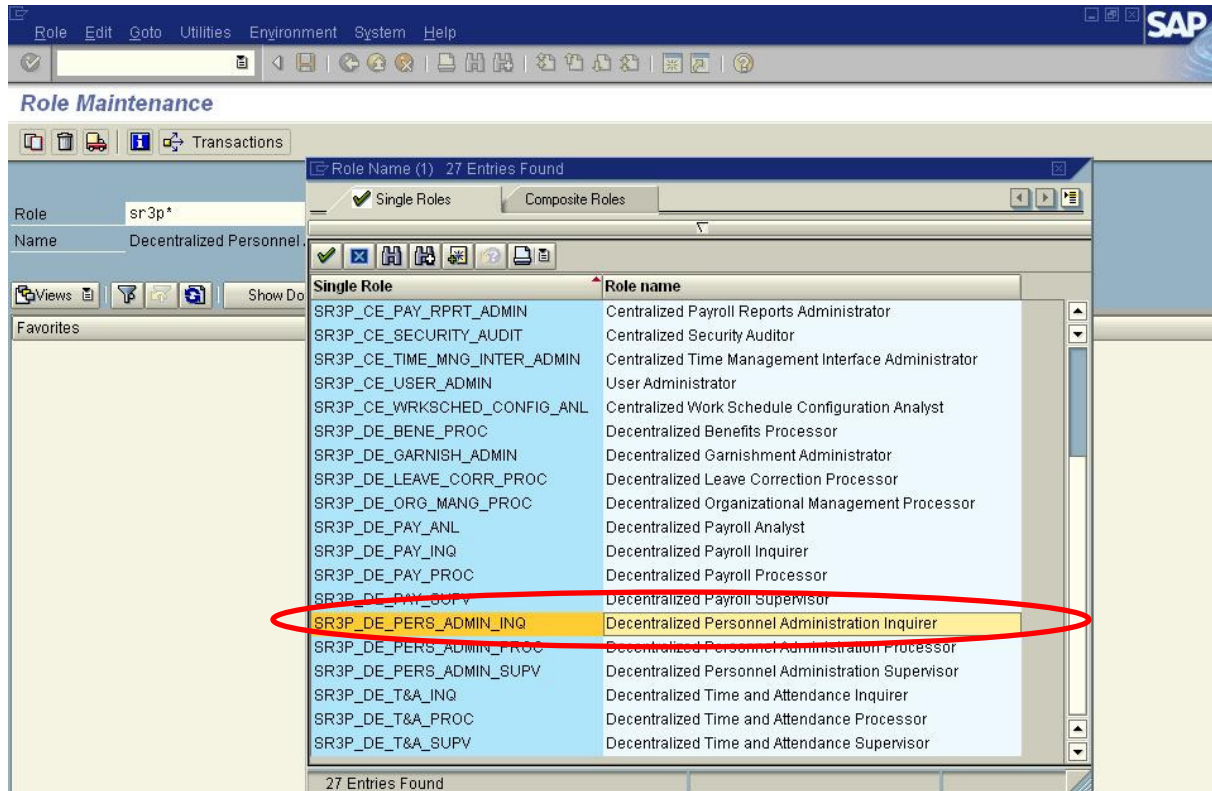 Role Edit Goto Utilities Environment System Help
SAP
Role Maintenance
Transactions
Role Name (1) 27 Entries Found
Single Roles Composite Roles
Role sr3p*
Name Decentralized Personnel
Views Show Do
Favorites
Single Role Role name
SR3P_CE_PAY_RPRT_ADMIN Centralized Payroll Reports Administrator
SR3P_CE_SECURITY_AUDIT Centralized Security Auditor
SR3P_CE_TIME_MNG_INTER_ADMIN Centralized Time Management Interface Administrator
SR3P_CE_USER_ADMIN User Administrator
SR3P_CE_WRKSCHED_CONFIG_ANL Centralized Work Schedule Configuration Analyst
SR3P_DE_BENE_PROC Decentralized Benefits Processor
SR3P_DE_GARNISH_ADMIN Decentralized Garnishment Administrator
SR3P_DE_LEAVE_CORR_PROC Decentralized Leave Correction Processor
SR3P_DE_ORG_MANG_PROC Decentralized Organizational Management Processor
SR3P_DE_PAY_ANL Decentralized Payroll Analyst
SR3P_DE_PAY_INQ Decentralized Payroll Inquirer
SR3P_DE_PAY_PROC Decentralized Payroll Processor
SR3P_DE_PAY_SUPV Decentralized Payroll Supervisor
SR3P_DE_PERS_ADMIN_INQ Decentralized Personnel Administration Inquirer
SR3P_DE_PERS_ADMIN_PROC Decentralized Personnel Administration Processor
SR3P_DE_PERS_ADMIN_SUPV Decentralized Personnel Administration Supervisor
SR3P_DE_T&A_INQ Decentralized Time and Attendance Inquirer
SR3P_DE_T&A_PROC Decentralized Time and Attendance Processor
SR3P_DE_T&A_SUPV Decentralized Time and Attendance Supervisor
27 Entries Found